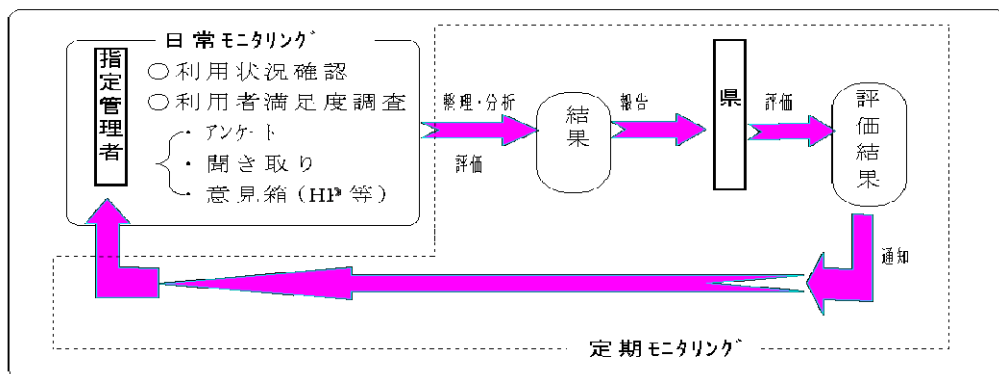 日常ﾓﾆﾀﾘﾝｸﾞ
指定管理者
○利用状況確認
○利用者満足度調査
・ｱﾝｹｰﾄ
・聞き取り
・意見箱(HP等)
整理・分析
評価
結果
報告
県
評価
評価結果
通知
定期ﾓﾆﾀﾘﾝｸﾞ